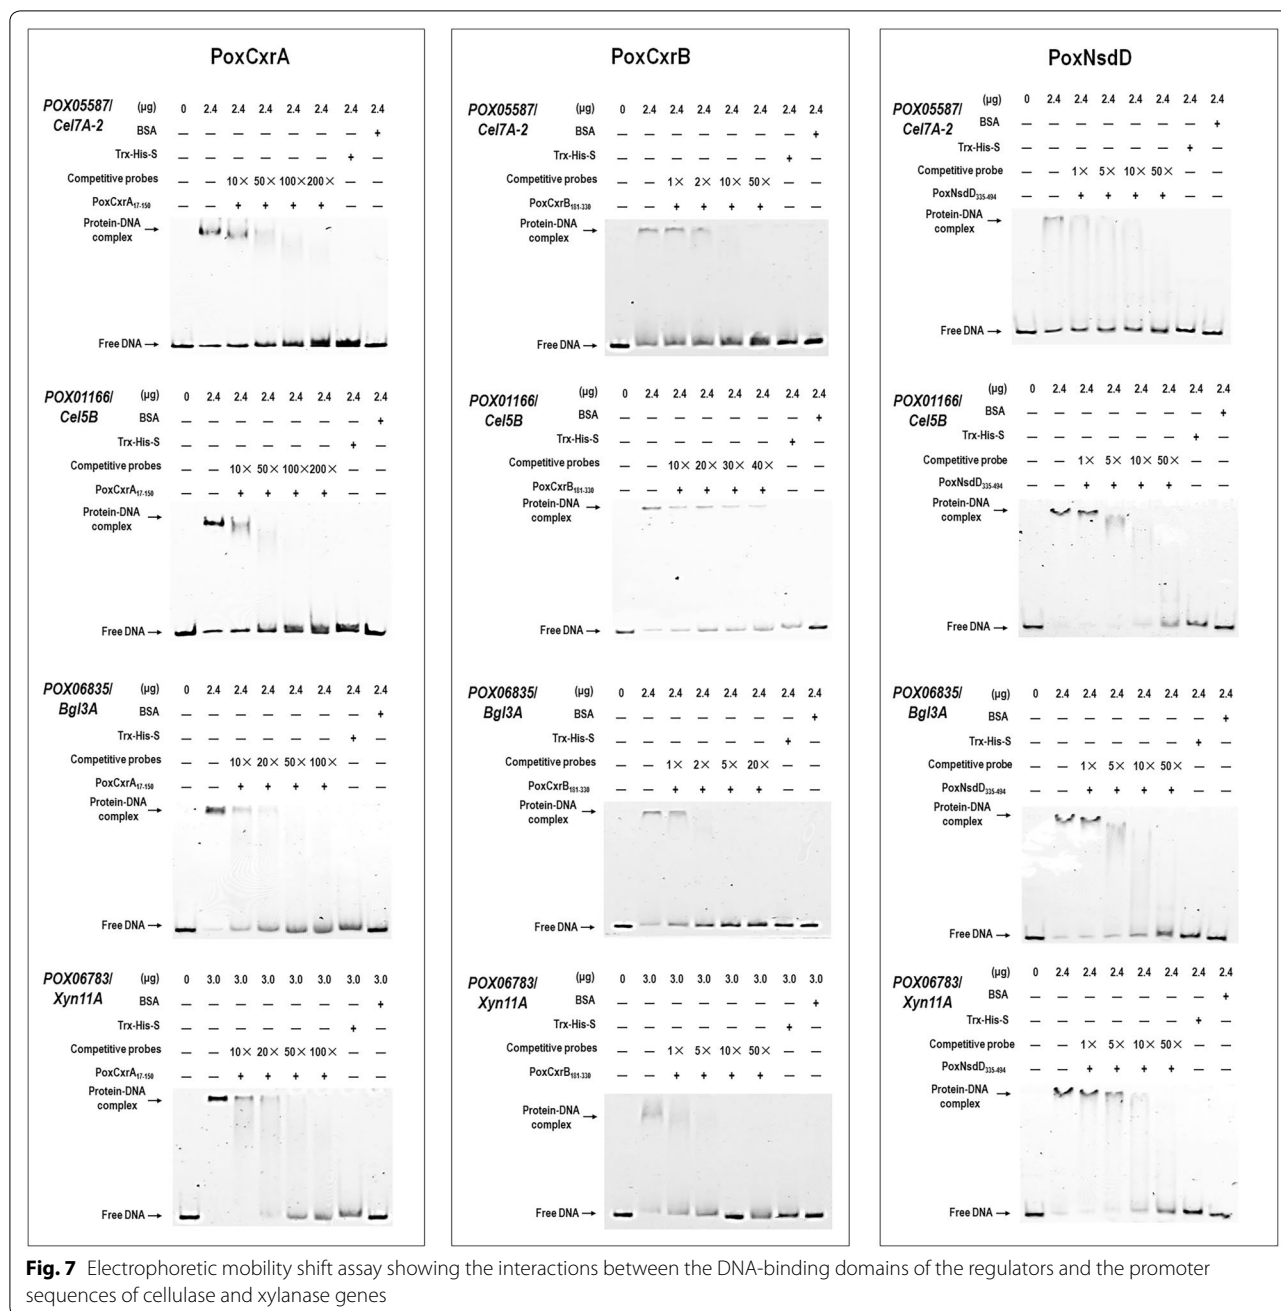 PoxCxrA
POX05587/ (µg) 0 2.4 2.4 2.4 2.4 2.4 2.4 2.4
Cel7A-2 BSA — — — — — — — +
Trx-His-S — — — — — — + —
Competitive probes — — 10× 50× 100× 200× — —
PoxCxrA17-150 — — + + + + — —
Protein-DNA
complex
Free DNA
POX01166/ (µg) 0 2.4 2.4 2.4 2.4 2.4 2.4 2.4
Cel5B BSA — — — — — — — +
Trx-His-S — — — — — — + —
Competitive probes — — 10× 50× 100× 200× — —
PoxCxrA17-150 — — + + + + — —
Protein-DNA
complex
Free DNA
POX06835/ (µg) 0 2.4 2.4 2.4 2.4 2.4 2.4 2.4
Bgl3A BSA — — — — — — — +
Trx-His-S — — — — — — + —
Competitive probes — — 10× 20× 50× 100× — —
PoxCxrA17-150 — — + + + + — —
Protein-DNA
complex
Free DNA
POX06783/ (µg) 0 3.0 3.0 3.0 3.0 3.0 3.0 3.0
Xyn11A BSA — — — — — — — +
Trx-His-S — — — — — — + —
Competitive probes — — 10× 20× 50× 100× — —
PoxCxrA17-150 — — + + + + — —
Protein-DNA
complex
Free DNA
PoxCxrB
POX05587/ (µg) 0 2.4 2.4 2.4 2.4 2.4 2.4 2.4
Cel7A-2 BSA — — — — — — — +
Trx-His-S — — — — — — + —
Competitive probes — — 1× 2× 10× 50× — —
PoxCxrB181-330 — — + + + + — —
Protein-DNA
complex
Free DNA
POX01166/ (µg) 0 2.4 2.4 2.4 2.4 2.4 2.4 2.4
Cel5B BSA — — — — — — — +
Trx-His-S — — — — — — + —
Competitive probes — — 10× 20× 30× 40× — —
PoxCxrB181-330 — — + + + + — —
Protein-DNA
complex
Free DNA
POX06835/ (µg) 0 2.4 2.4 2.4 2.4 2.4 2.4 2.4
Bgl3A BSA — — — — — — — +
Trx-His-S — — — — — — + —
Competitive probes — — 1× 2× 5× 20× — —
PoxCxrB181-330 — — + + + + — —
Protein-DNA
complex
Free DNA
POX06783/ (µg) 0 3.0 3.0 3.0 3.0 3.0 3.0 3.0
Xyn11A BSA — — — — — — — +
Trx-His-S — — — — — — + —
Competitive probes — — 1× 5× 10× 50× — —
PoxCxrB181-330 — — + + + + — —
Protein-DNA
complex
Free DNA
PoxNsdD
POX05587/ (µg) 0 2.4 2.4 2.4 2.4 2.4 2.4 2.4
Cel7A-2 BSA — — — — — — — +
Trx-His-S — — — — — — + —
Competitive probe — — 1× 5× 10× 50× — —
PoxNsdD335-494 — — + + + + — —
Protein-DNA
complex
Free DNA
POX01166/ (µg) 0 2.4 2.4 2.4 2.4 2.4 2.4 2.4
Cel5B BSA — — — — — — — +
Trx-His-S — — — — — — + —
Competitive probe — — 1× 5× 10× 50× — —
PoxNsdD335-494 — — + + + + — —
Protein-DNA
complex
Free DNA
POX06835/ (µg) 0 2.4 2.4 2.4 2.4 2.4 2.4 2.4
Bgl3A BSA — — — — — — — +
Trx-His-S — — — — — — + —
Competitive probe — — 1× 5× 10× 50× — —
PoxNsdD335-494 — — + + + + — —
Protein-DNA
complex
Free DNA
POX06783/ (µg) 0 2.4 2.4 2.4 2.4 2.4 2.4 2.4
Xyn11A BSA — — — — — — — +
Trx-His-S — — — — — — + —
Competitive probe — — 1× 5× 10× 50× — —
PoxNsdD335-494 — — + + + + — —
Protein-DNA
complex
Free DNA
Fig. 7 Electrophoretic mobility shift assay showing the interactions between the DNA-binding domains of the regulators and the promoter
sequences of cellulase and xylanase genes